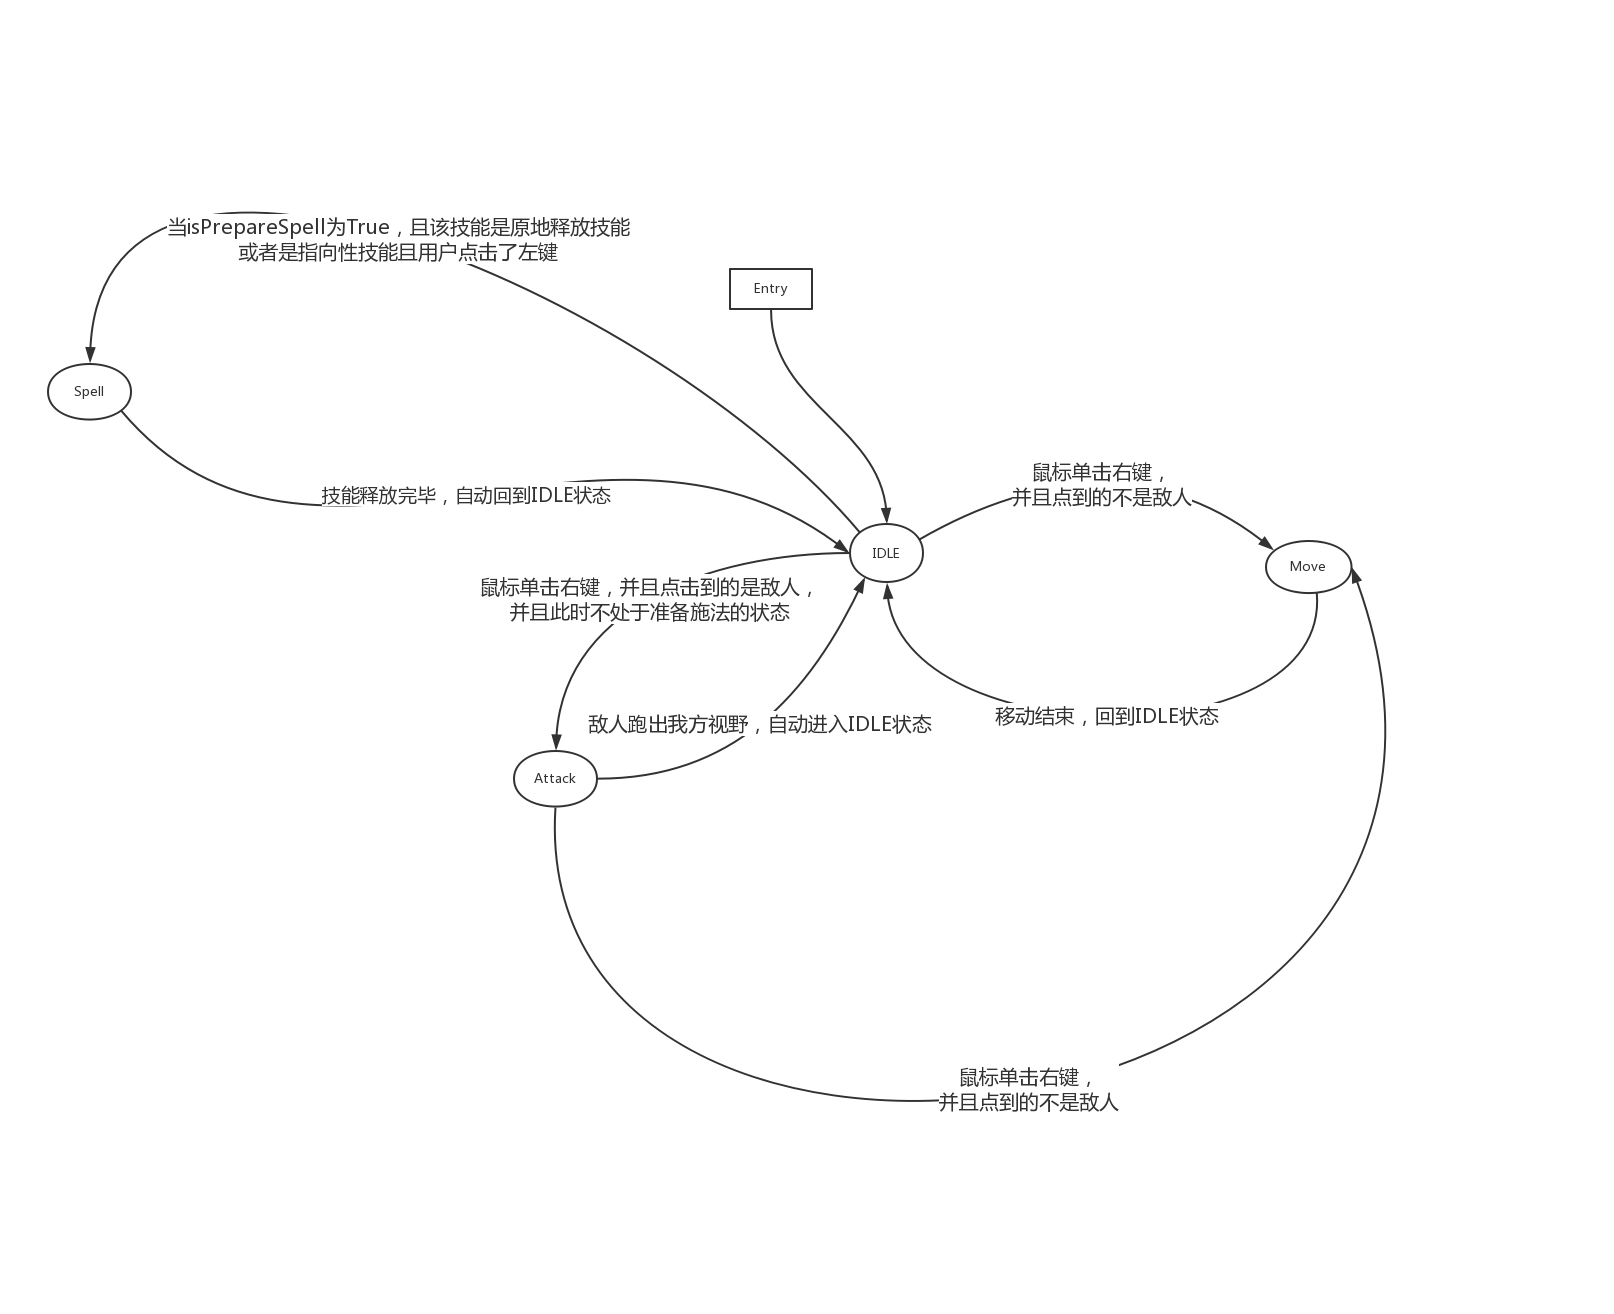 当isPrepareSpell为True，且该技能是原地释放技能
或者是指向性技能且用户点击了左键
Entry
Spell
鼠标单击右键，
并且点到的不是敌人
技能释放完毕，自动回到IDLE状态
IDLE
Move
鼠标单击右键，并且点击到的是敌人，
并且此时不处于准备施法的状态
移动结束，回到IDLE状态
敌人跑出我方视野，自动进入IDLE状态
Attack
鼠标单击右键，
并且点到的不是敌人